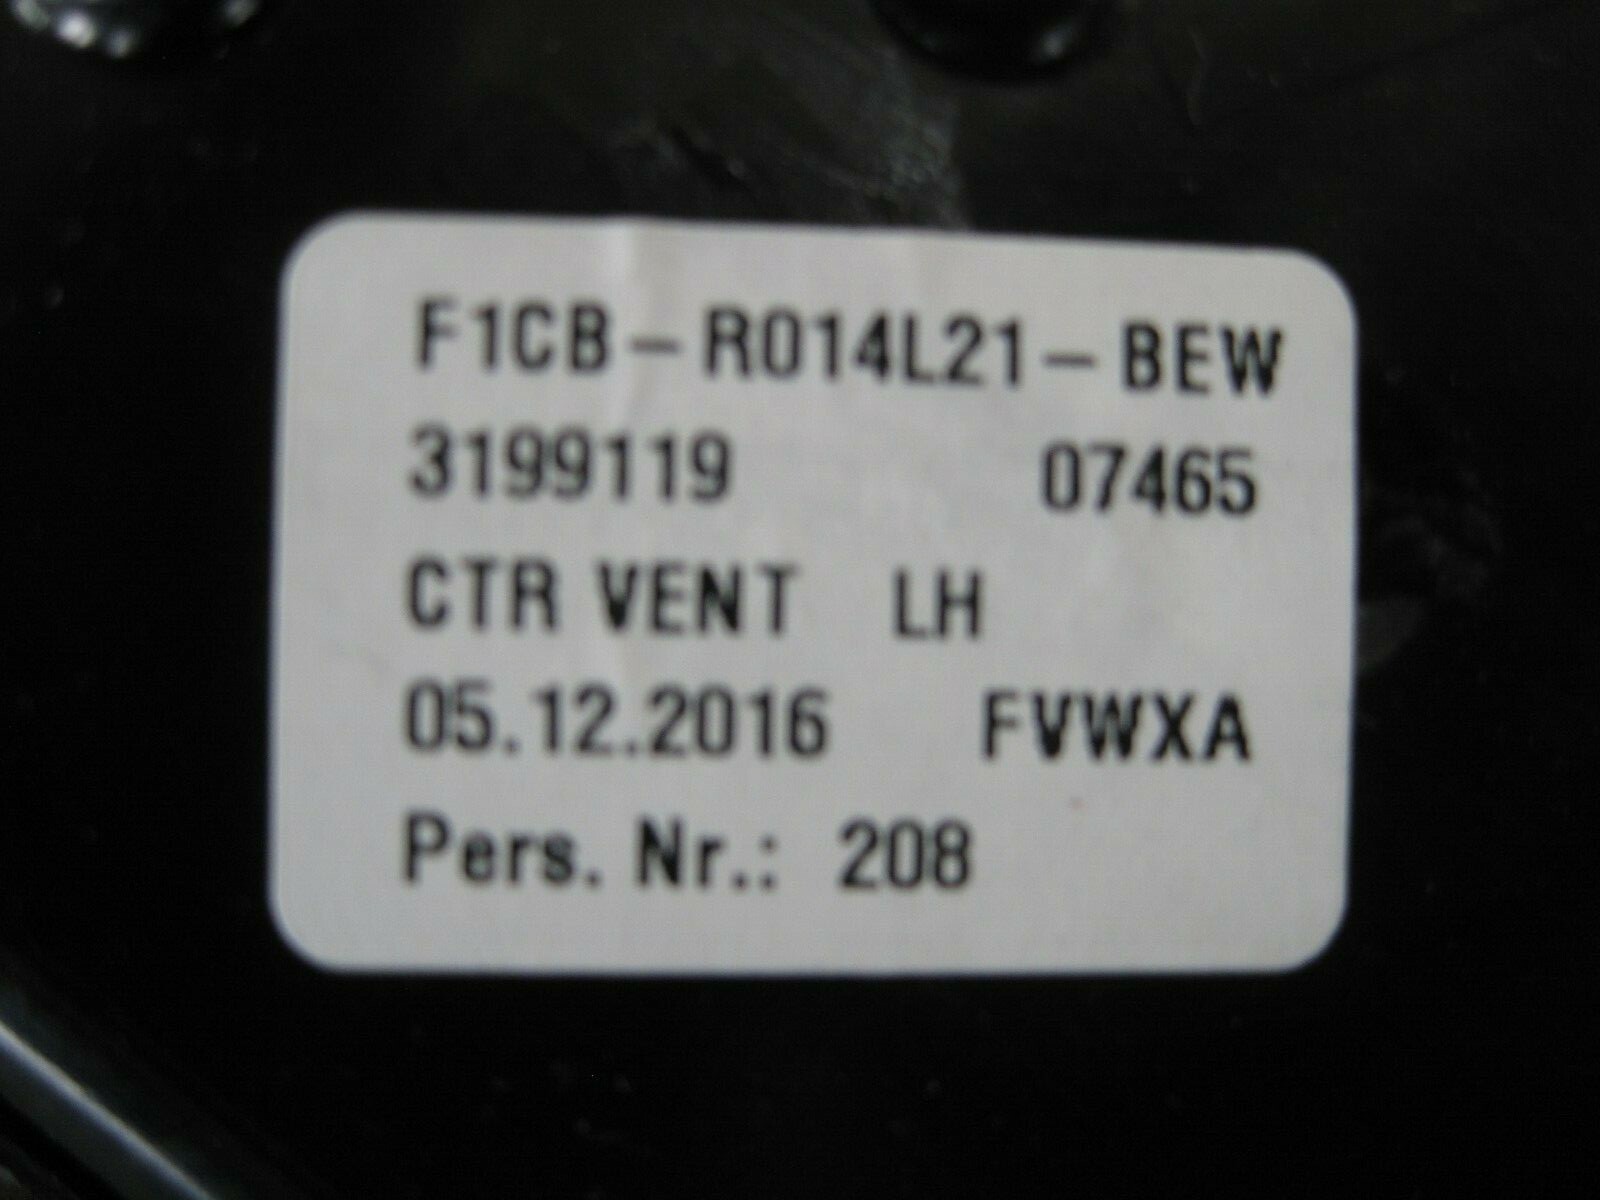 F1CB-R014L21-BEW
3199119 07465
CTR VENT LH
05.12.2016 FVWXA
Pers. Nr.: 208